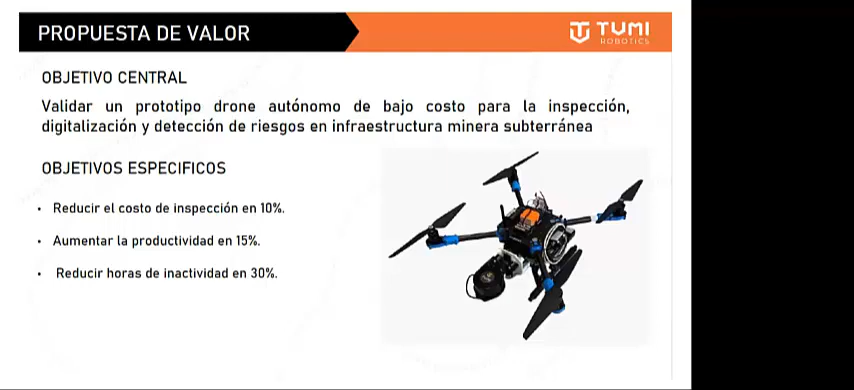 PROPUESTA DE VALOR
TUMI
ROBOTICS
OBJETIVO CENTRAL
Validar un prototipo drone autónomo de bajo costo para la inspección,
digitalización y detección de riesgos en infraestructura minera subterránea
OBJETIVOS ESPECIFICOS
• Reducir el costo de inspección en 10%.
• Aumentar la productividad en 15%.
• Reducir horas de inactividad en 30%.